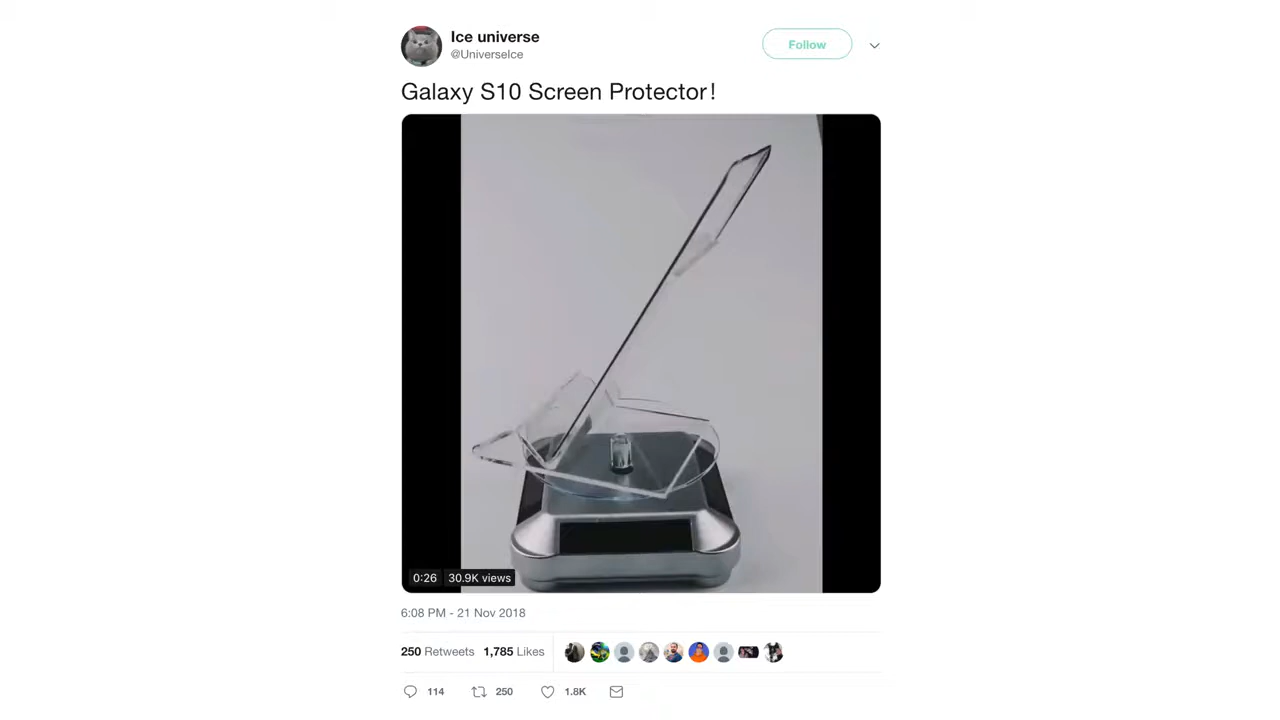 Ice universe
@UniverseIce
Follow
Galaxy S10 Screen Protector!
0:26 30.9K views
6:08 PM - 21 Nov 2018
250 Retweets 1,785 Likes
114 250 1.8K